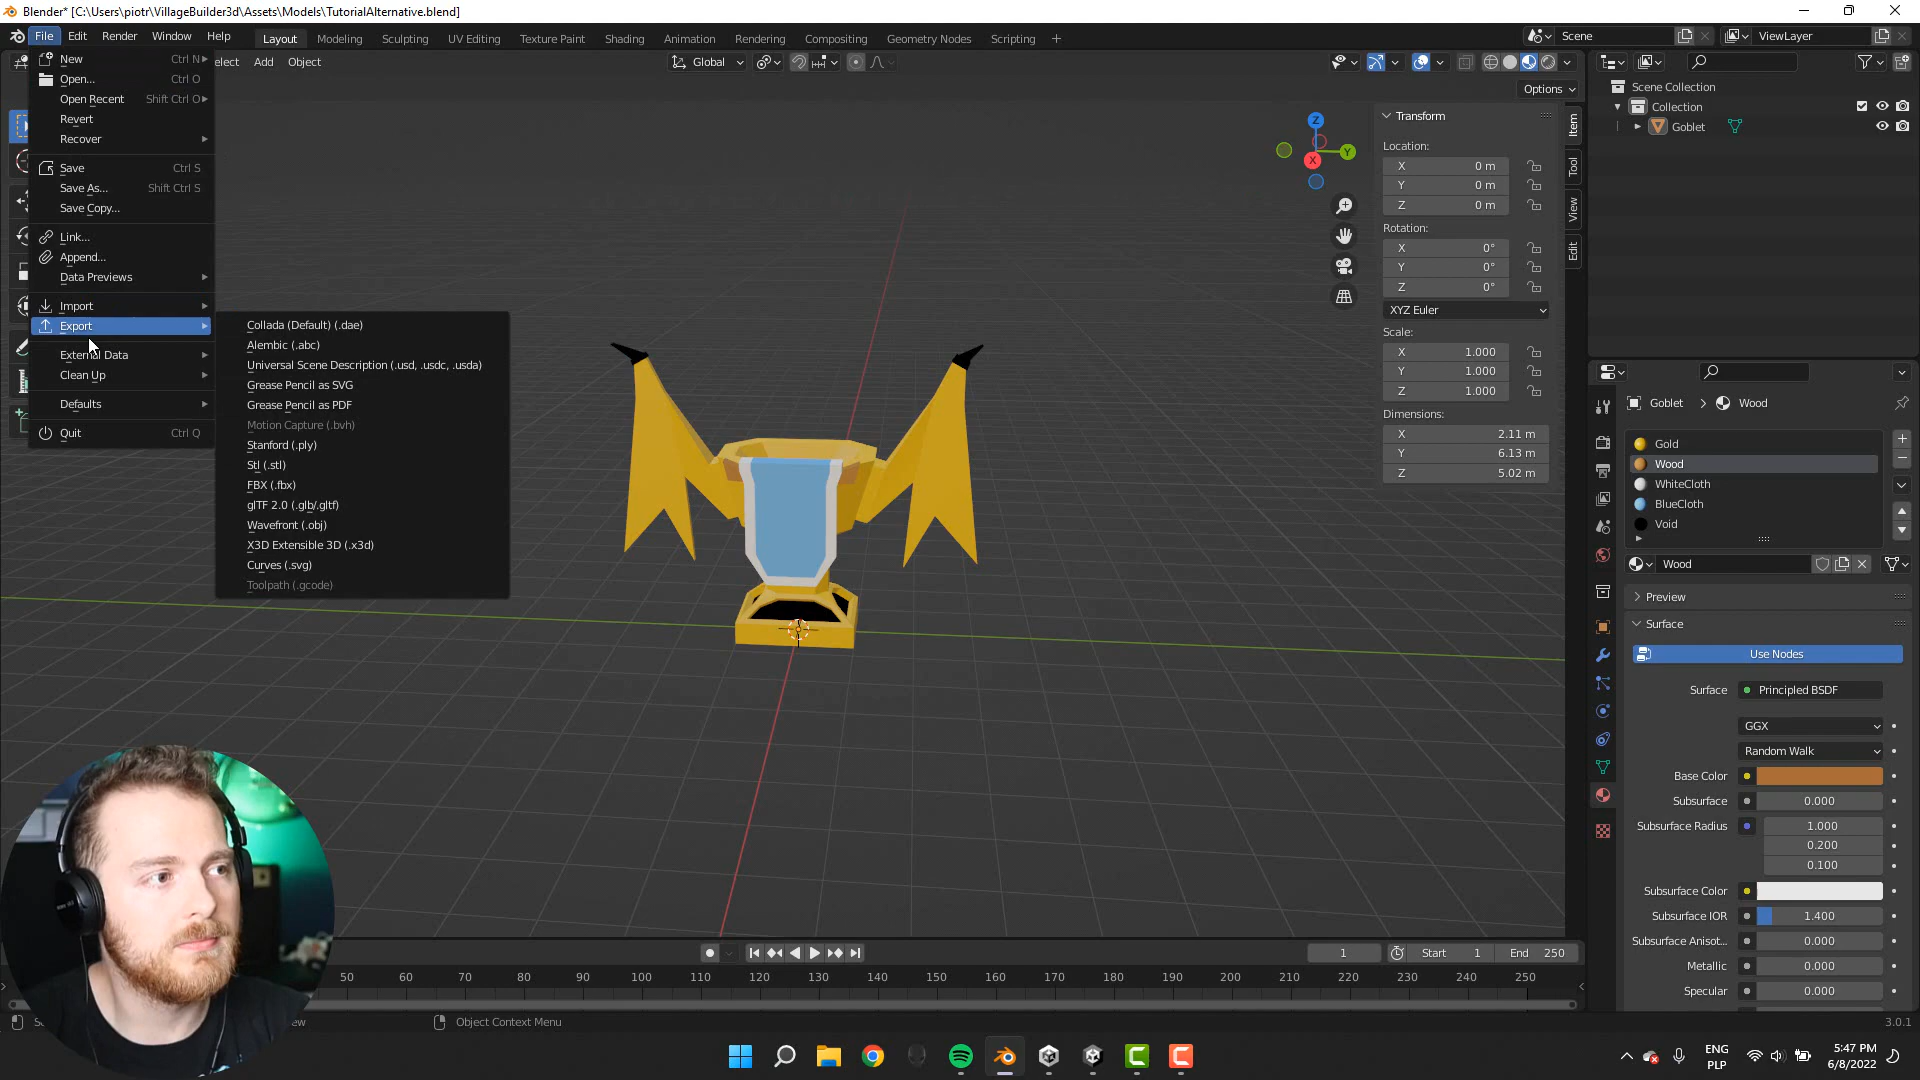 Blender* [C:\Users\piotr\VillageBuilder3d\Assets\Models\TutorialAlternative.blend]
File Edit Render Window Help Layout Modeling Sculpting UV Editing Texture Paint Shading Animation Rendering Compositing Geometry Nodes Scripting + Scene ViewLayer
New Ctrl N
Open... Ctrl O
Open Recent Shift Ctrl O
Revert
Recover
Save Ctrl S
Save As... Shift Ctrl S
Save Copy...
Link...
Append...
Data Previews
Import
Export
External Data
Clean Up
Defaults
Quit Ctrl Q
Collada (Default) (.dae)
Alembic (.abc)
Universal Scene Description (.usd, .usdc, .usda)
Grease Pencil as SVG
Grease Pencil as PDF
Motion Capture (.bvh)
Stanford (.ply)
Stl (.stl)
FBX (.fbx)
glTF 2.0 (.glb/.gltf)
Wavefront (.obj)
X3D Extensible 3D (.x3d)
Curves (.svg)
Toolpath (.gcode)
elect Add Object Global
Options
Z
Y
X
Transform
Location:
X 0 m
Y 0 m
Z 0 m
Rotation:
X 0°
Y 0°
Z 0°
XYZ Euler
Scale:
X 1.000
Y 1.000
Z 1.000
Dimensions:
X 2.11 m
Y 6.13 m
Z 5.02 m
Item
Tool
View
Edit
Scene Collection
Collection
Goblet
Goblet > Wood
Gold
Wood
WhiteCloth
BlueCloth
Void
Wood
Preview
Surface
Use Nodes
Surface Principled BSDF
GGX
Random Walk
Base Color
Subsurface 0.000
Subsurface Radius 1.000
0.200
0.100
Subsurface Color
Subsurface IOR 1.400
Subsurface Anisot... 0.000
Metallic 0.000
Specular 0.000
1 Start 1 End 250
50 60 70 80 90 100 110 120 130 140 150 160 170 180 190 200 210 220 230 240 250
Object Context Menu
3.0.1
ENG
PLP
5:47 PM
6/8/2022